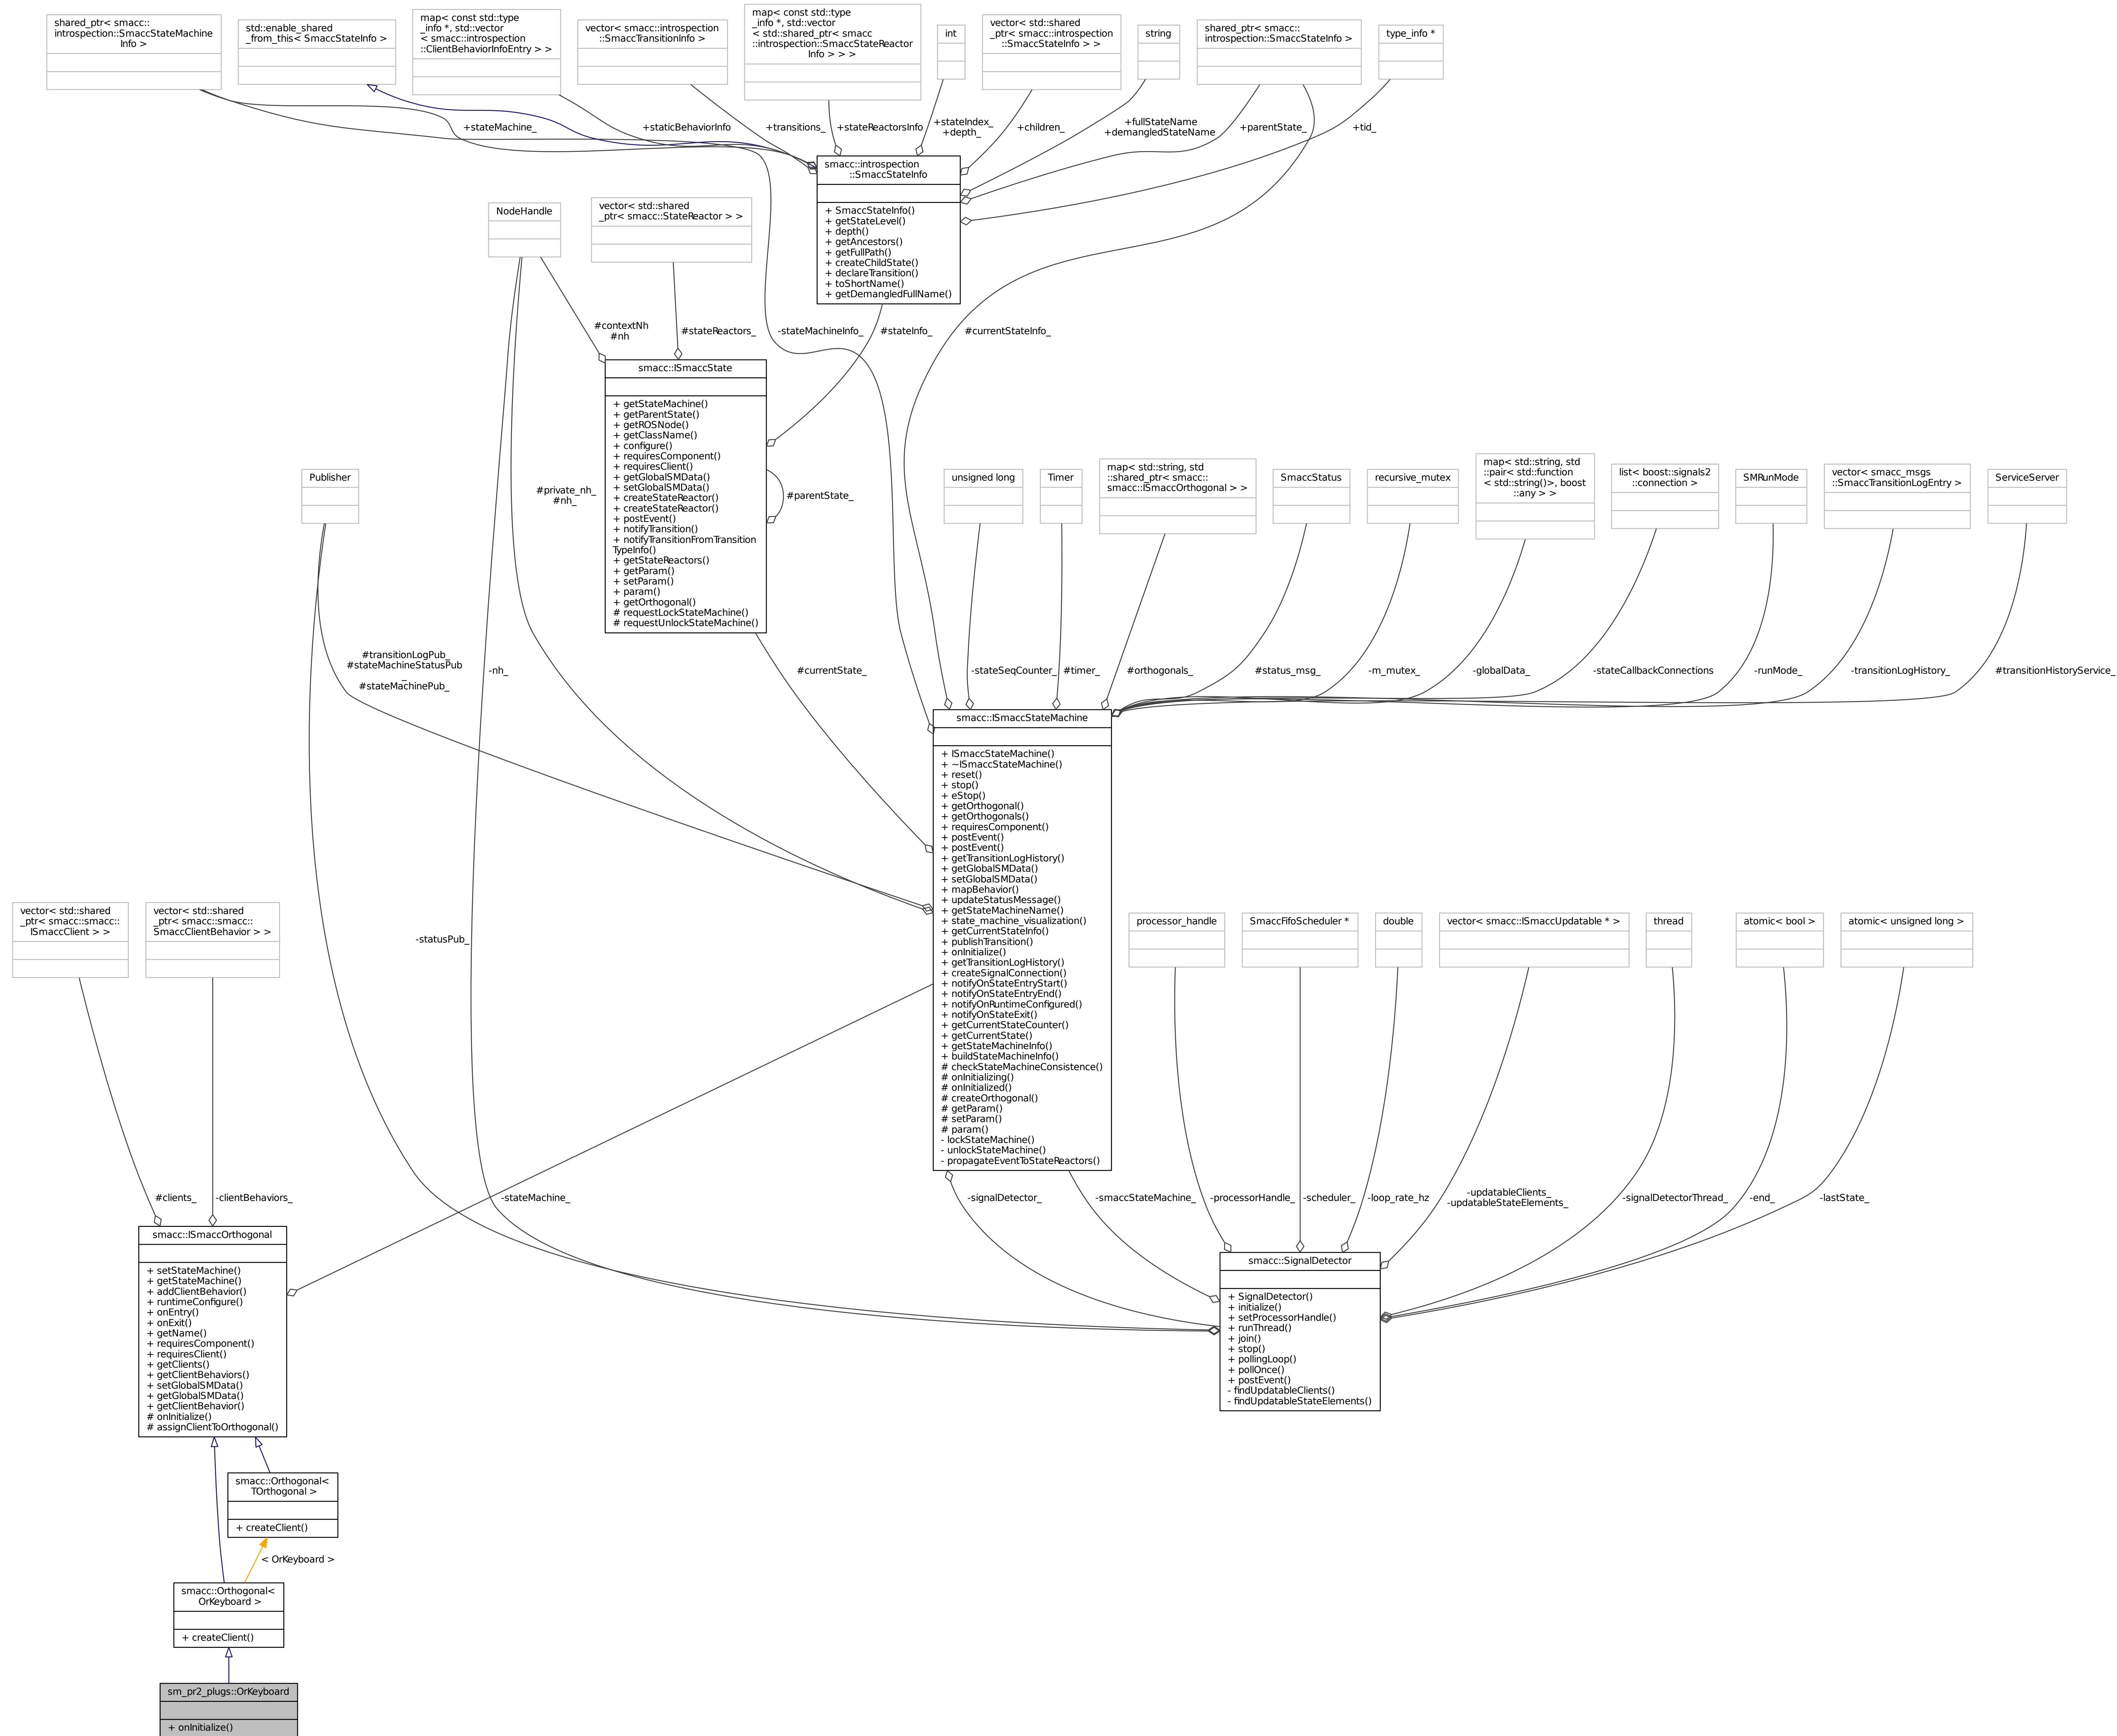 shared_ptr< smacc::
introspection::SmaccStateMachine
Info >
std::enable_shared
_from_this< SmaccStateInfo >
map< const std::type
_info *, std::vector
< smacc::introspection
::ClientBehaviorInfoEntry > >
vector< smacc::introspection
::SmaccTransitionInfo >
map< const std::type
_info *, std::vector
< std::shared_ptr< smacc
::introspection::SmaccStateReactor
Info > > >
int
vector< std::shared
_ptr< smacc::introspection
::SmaccStateInfo > >
string
shared_ptr< smacc::
introspection::SmaccStateInfo >
type_info *
+stateMachine_
+staticBehaviorInfo
+transitions_
+stateReactorsInfo
+stateIndex_
+depth_
+children_
+fullStateName
+demangledStateName
+parentState_
+tid_
smacc::introspection
::SmaccStateInfo
+ SmaccStateInfo()
+ getStateLevel()
+ depth()
+ getAncestors()
+ getFullPath()
+ createChildState()
+ declareTransition()
+ toShortName()
+ getDemangledFullName()
NodeHandle
vector< std::shared
_ptr< smacc::StateReactor > >
#contextNh
#nh
#stateReactors_
-stateMachineInfo_
#stateInfo_
#currentStateInfo_
smacc::ISmaccState
+ getStateMachine()
+ getParentState()
+ getROSNode()
+ getClassName()
+ configure()
+ requiresComponent()
+ requiresClient()
+ getGlobalSMData()
+ setGlobalSMData()
+ createStateReactor()
+ createStateReactor()
+ postEvent()
+ notifyTransition()
+ notifyTransitionFromTransition
TypeInfo()
+ getStateReactors()
+ getParam()
+ setParam()
+ param()
+ getOrthogonal()
# requestLockStateMachine()
# requestUnlockStateMachine()
#parentState_
#private_nh_
#nh_
Publisher
unsigned long
Timer
map< std::string, std
::shared_ptr< smacc::
smacc::ISmaccOrthogonal > >
SmaccStatus
recursive_mutex
map< std::string, std
::pair< std::function
< std::string()>, boost
::any > >
list< boost::signals2
::connection >
SMRunMode
vector< smacc_msgs
::SmaccTransitionLogEntry >
ServiceServer
#transitionLogPub_
#stateMachineStatusPub
_
#stateMachinePub_
-nh_
#currentState_
-stateSeqCounter_
#timer_
#orthogonals_
#status_msg_
-m_mutex_
-globalData_
-stateCallbackConnections
-runMode_
-transitionLogHistory_
#transitionHistoryService_
smacc::ISmaccStateMachine
+ ISmaccStateMachine()
+ ~ISmaccStateMachine()
+ reset()
+ stop()
+ eStop()
+ getOrthogonal()
+ getOrthogonals()
+ requiresComponent()
+ postEvent()
+ postEvent()
+ getTransitionLogHistory()
+ getGlobalSMData()
+ setGlobalSMData()
+ mapBehavior()
+ updateStatusMessage()
+ getStateMachineName()
+ state_machine_visualization()
+ getCurrentStateInfo()
+ publishTransition()
+ onInitialize()
+ getTransitionLogHistory()
+ createSignalConnection()
+ notifyOnStateEntryStart()
+ notifyOnStateEntryEnd()
+ notifyOnRuntimeConfigured()
+ notifyOnStateExit()
+ getCurrentStateCounter()
+ getCurrentState()
+ getStateMachineInfo()
+ buildStateMachineInfo()
# checkStateMachineConsistence()
# onInitializing()
# onInitialized()
# createOrthogonal()
# getParam()
# setParam()
# param()
- lockStateMachine()
- unlockStateMachine()
- propagateEventToStateReactors()
vector< std::shared
_ptr< smacc::smacc::
ISmaccClient > >
vector< std::shared
_ptr< smacc::smacc::
SmaccClientBehavior > >
-statusPub_
processor_handle
SmaccFifoScheduler *
double
vector< smacc::ISmaccUpdatable * >
thread
atomic< bool >
atomic< unsigned long >
#clients_
-clientBehaviors_
-stateMachine_
-signalDetector_
-smaccStateMachine_
-processorHandle_
-scheduler_
-loop_rate_hz
-updatableClients_
-updatableStateElements_
-signalDetectorThread_
-end_
-lastState_
smacc::ISmaccOrthogonal
+ setStateMachine()
+ getStateMachine()
+ addClientBehavior()
+ runtimeConfigure()
+ onEntry()
+ onExit()
+ getName()
+ requiresComponent()
+ requiresClient()
+ getClients()
+ getClientBehaviors()
+ setGlobalSMData()
+ getGlobalSMData()
+ getClientBehavior()
# onInitialize()
# assignClientToOrthogonal()
smacc::SignalDetector
+ SignalDetector()
+ initialize()
+ setProcessorHandle()
+ runThread()
+ join()
+ stop()
+ pollingLoop()
+ pollOnce()
+ postEvent()
- findUpdatableClients()
- findUpdatableStateElements()
smacc::Orthogonal<
TOrthogonal >
+ createClient()
< OrKeyboard >
smacc::Orthogonal<
OrKeyboard >
+ createClient()
sm_pr2_plugs::OrKeyboard
+ onInitialize()